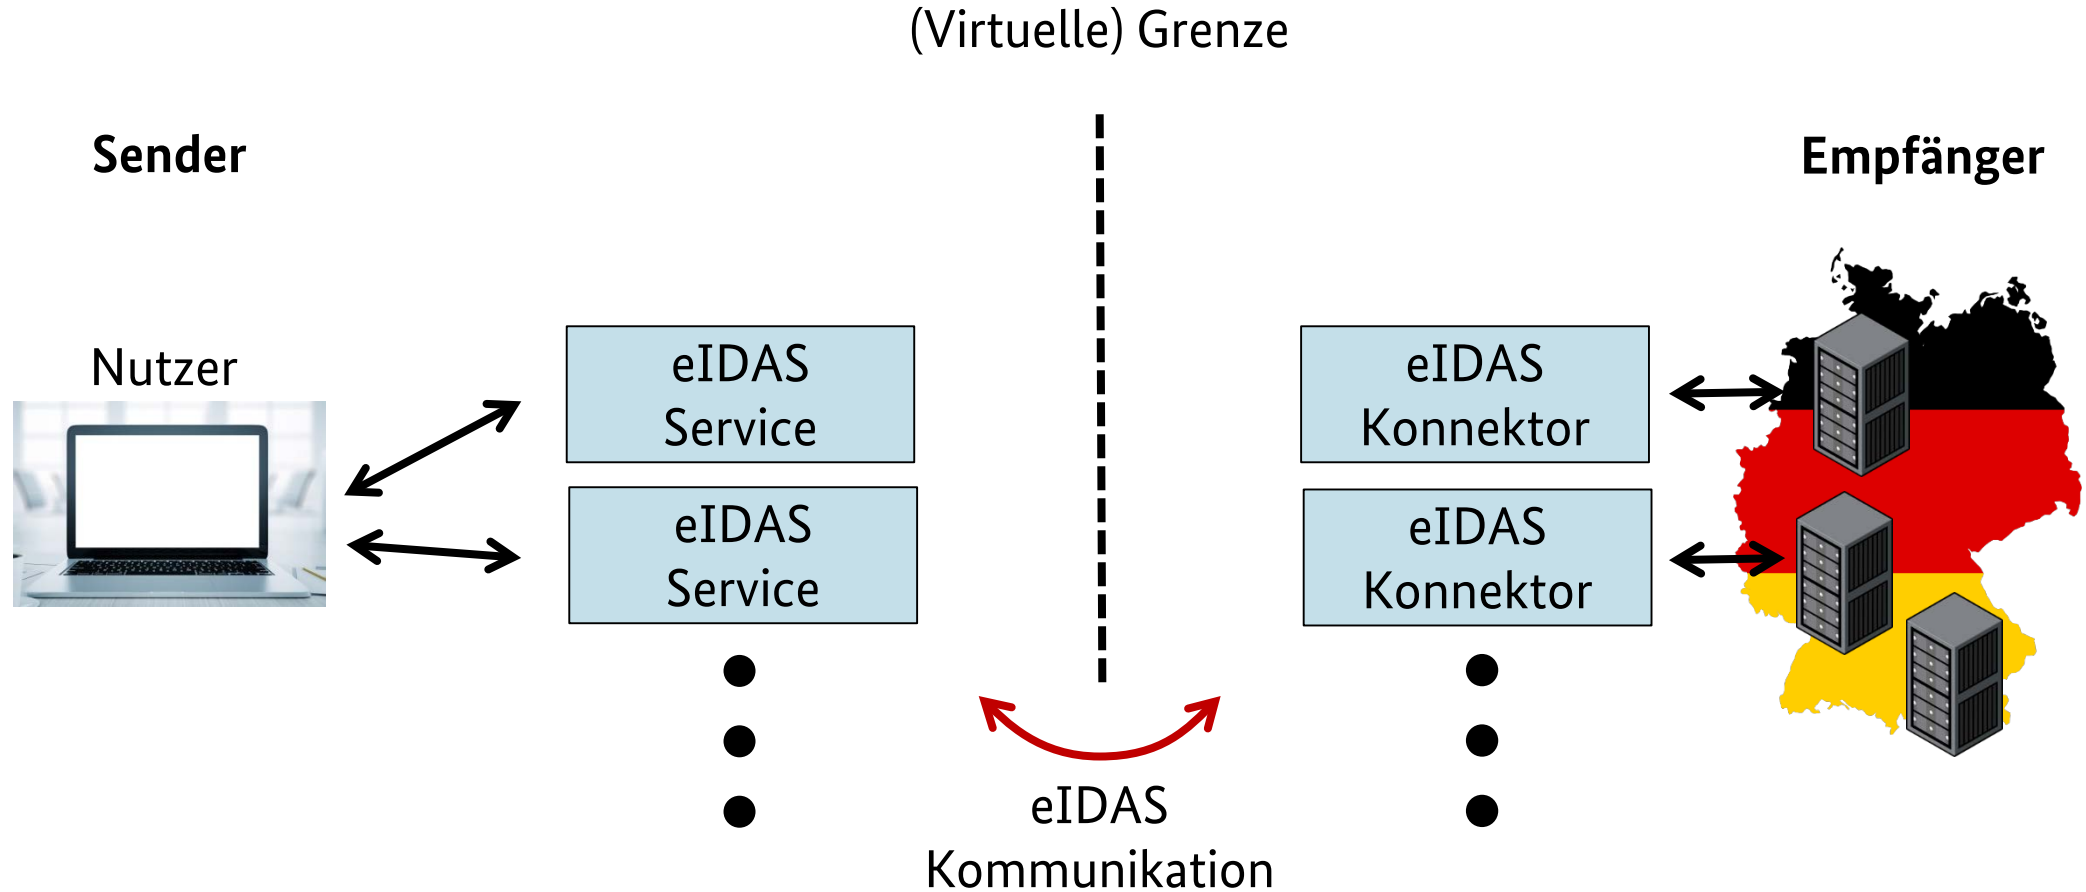 (Virtuelle) Grenze
Sender
Empfänger
Nutzer
eIDAS
Service
eIDAS
Service
eIDAS
Konnektor
eIDAS
Konnektor
eIDAS
Kommunikation